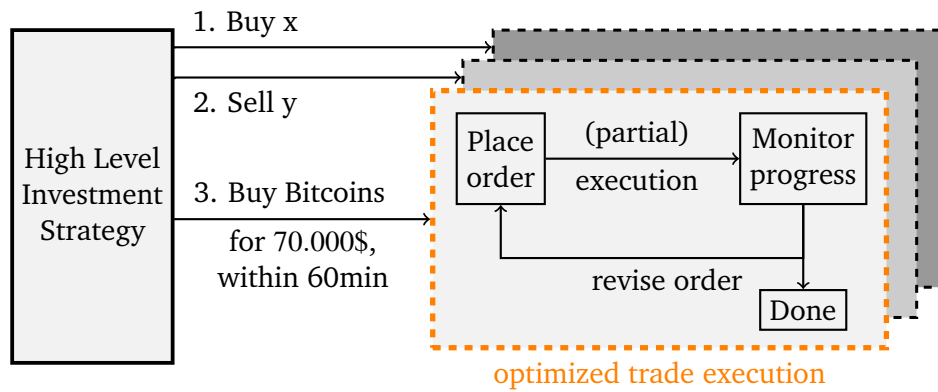 1. Buy x
2. Sell y
High Level
Investment
Strategy
3. Buy Bitcoins
for 70.000$,
within 60min
Place
order
(partial)
execution
Monitor
progress
revise order
Done
optimized trade execution